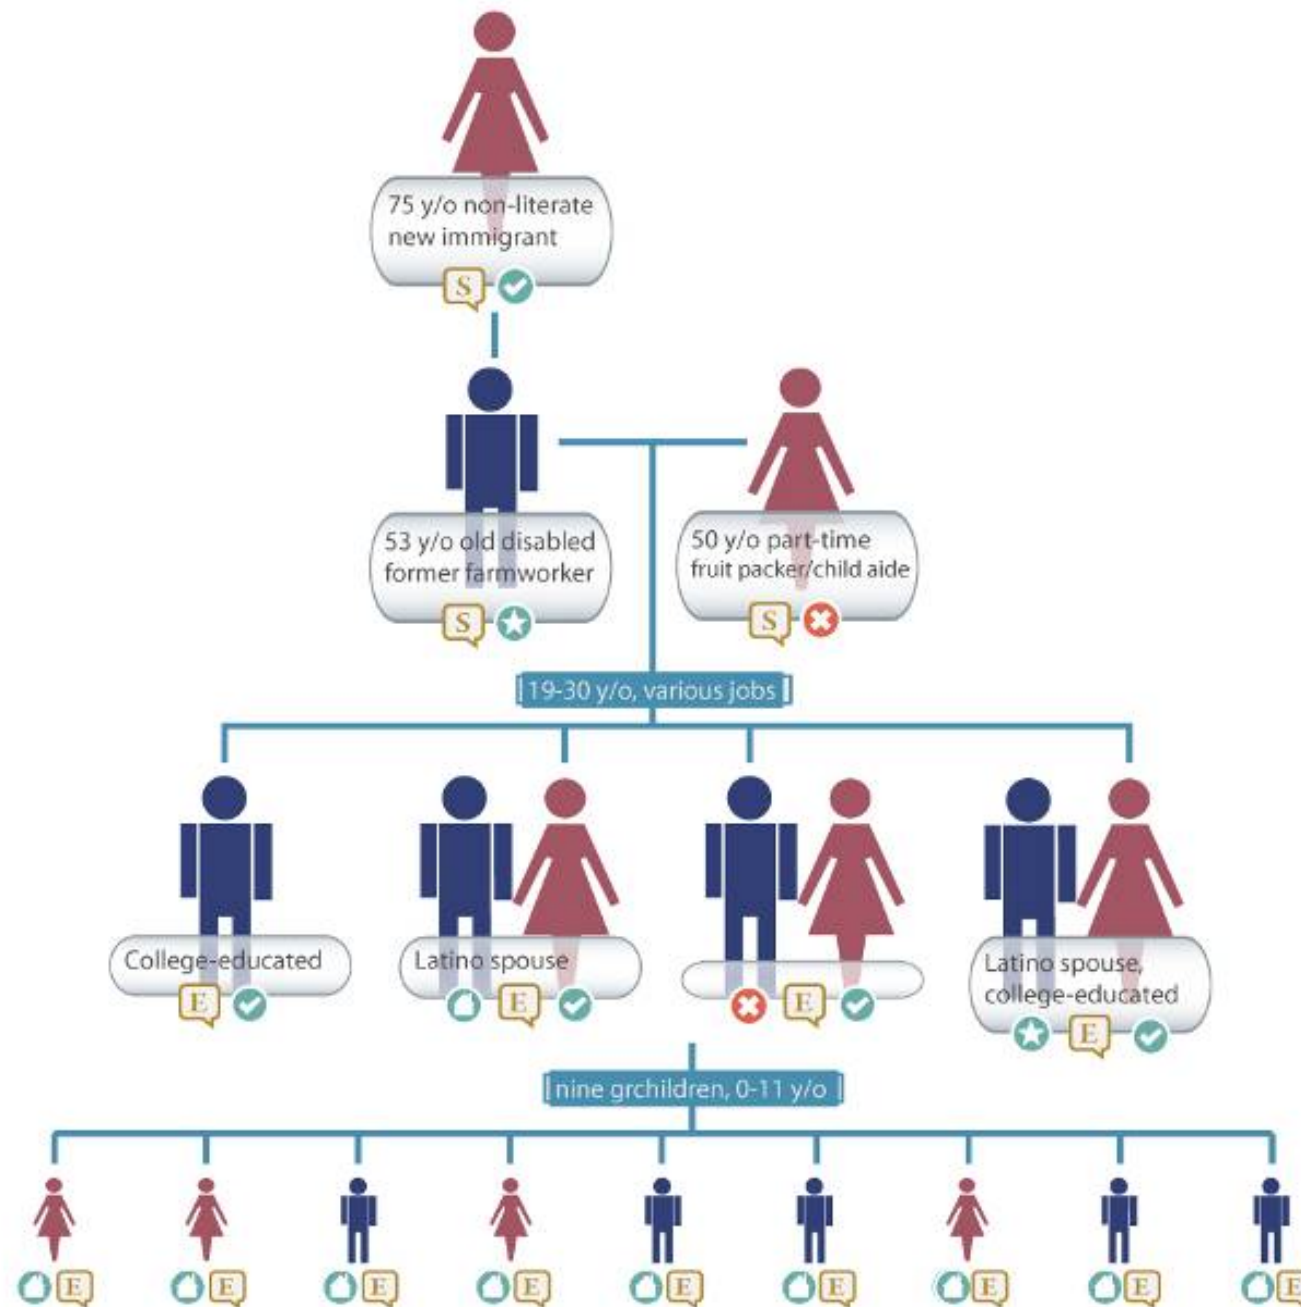 75 y/o non-literate
new immigrant
S
53 y/o old disabled
former farmworker
S
50 y/o part-time
fruit packer/child aide
S
19-30 y/o, various jobs
College-educated
E
Latino spouse
E
E
Latino spouse,
college-educated
E
nine grchildren, 0-11 y/o
E
E
E
E
E
E
E
E
E